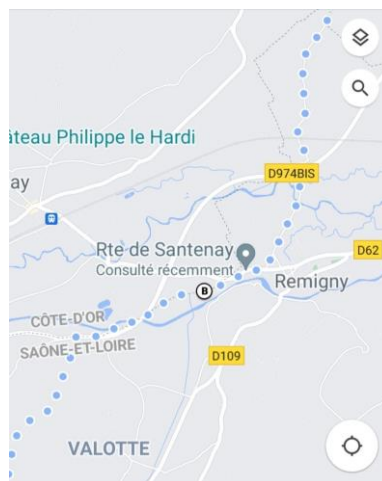 âteau Philippe le Hardi
D974BIS
ay
Rte de Santenay
Consulté récemment
D62
Remigny
B
CÔTE-D'OR
SAÔNE-ET-LOIRE
D109
VALOTTE